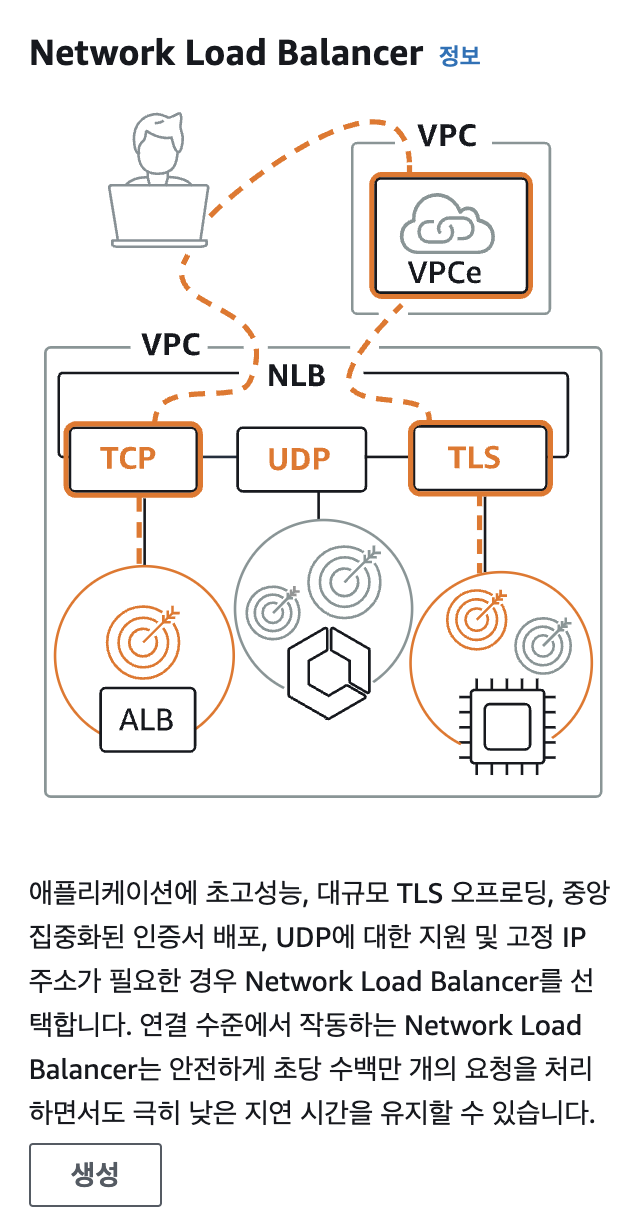 Network Load Balancer 정보
VPC
VPCe
VPC
NLB
TCP
UDP
TLS
ALB
애플리케이션에 초고성능, 대규모 TLS 오프로딩, 중앙
집중화된 인증서 배포, UDP에 대한 지원 및 고정 IP
주소가 필요한 경우 Network Load Balancer를 선
택합니다. 연결 수준에서 작동하는 Network Load
Balancer는 안전하게 초당 수백만 개의 요청을 처리
하면서도 극히 낮은 지연 시간을 유지할 수 있습니다.
생성